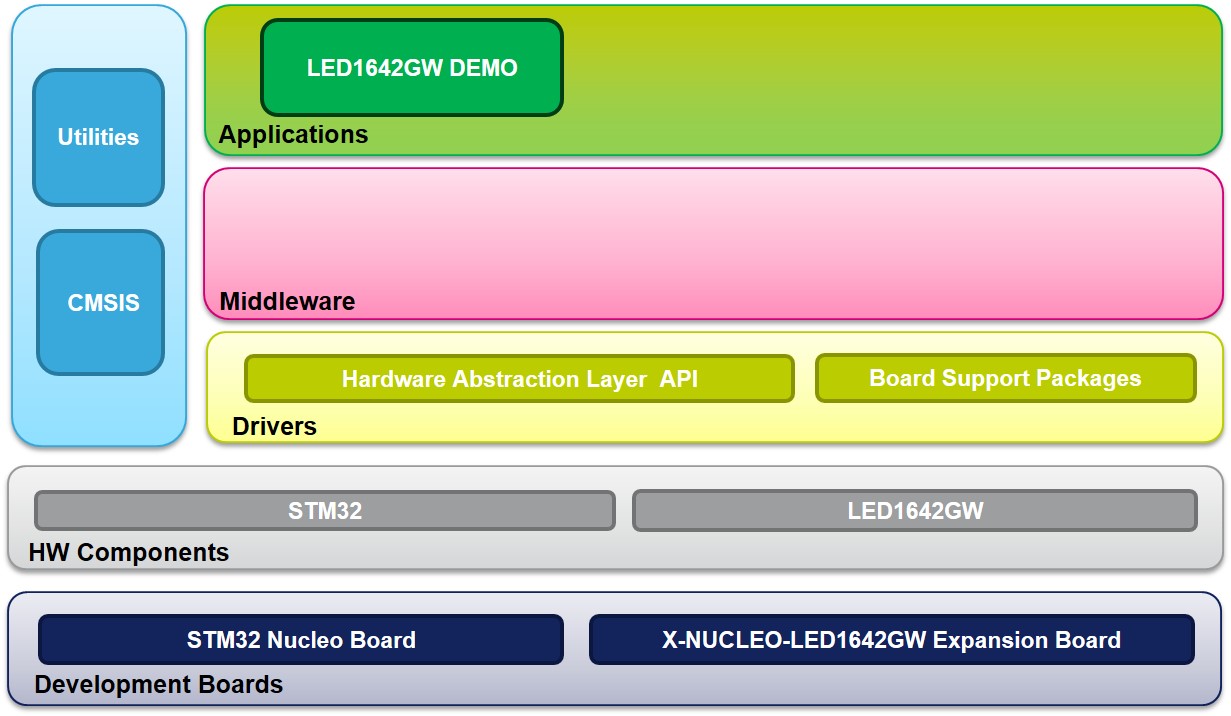 Utilities
CMSIS
LED1642GW DEMO
Applications
Middleware
Hardware Abstraction Layer  API
Board Support Packages
Drivers
STM32
LED1642GW
HW Components
STM32 Nucleo Board
X-NUCLEO-LED1642GW Expansion Board
Development Boards